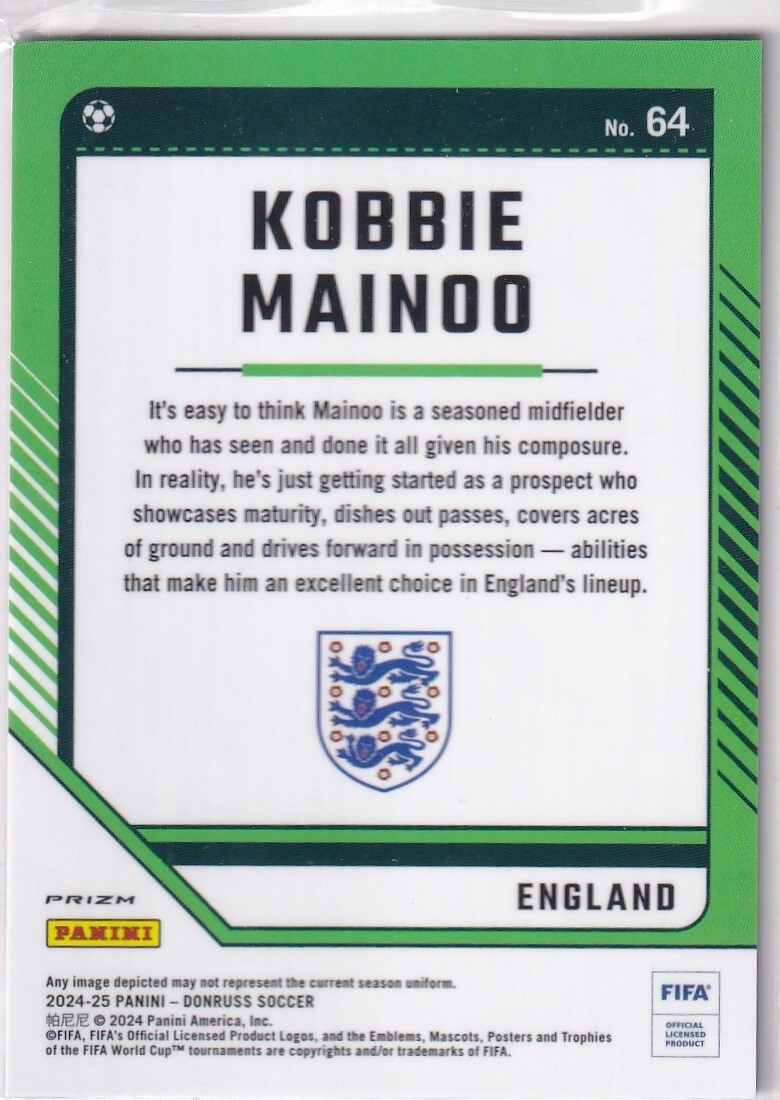 No. 64
KOBBIE
MAINOO
It's easy to think Mainoo is a seasoned midfielder
who has seen and done it all given his composure.
In reality, he's just getting started as a prospect who
showcases maturity, dishes out passes, covers acres
of ground and drives forward in possession — abilities
that make him an excellent choice in England's lineup.
ENGLAND
PRIZM
PANINI
Any image depicted may not represent the current season uniform.
2024-25 PANINI – DONRUSS SOCCER
帕尼尼 © 2024 Panini America, Inc.
©FIFA, FIFA's Official Licensed Product Logos, and the Emblems, Mascots, Posters and Trophies
of the FIFA World Cup™ tournaments are copyrights and/or trademarks of FIFA.
FIFA®
OFFICIAL
LICENSED
PRODUCT